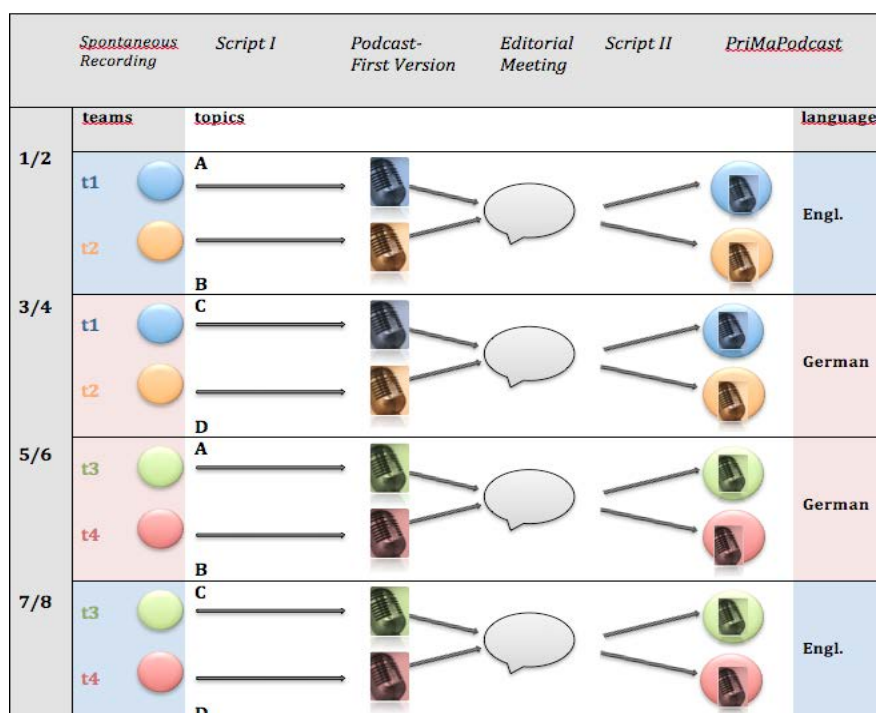 Spontaneous Script I Podcast- Editorial Script II PriMaPodcast
Recording First Version Meeting
teams topics language
1/2
A
t1
Engl.
t2
B
3/4
C
t1
German
t2
D
5/6
A
t3
German
t4
B
7/8
C
t3
Engl.
t4
D